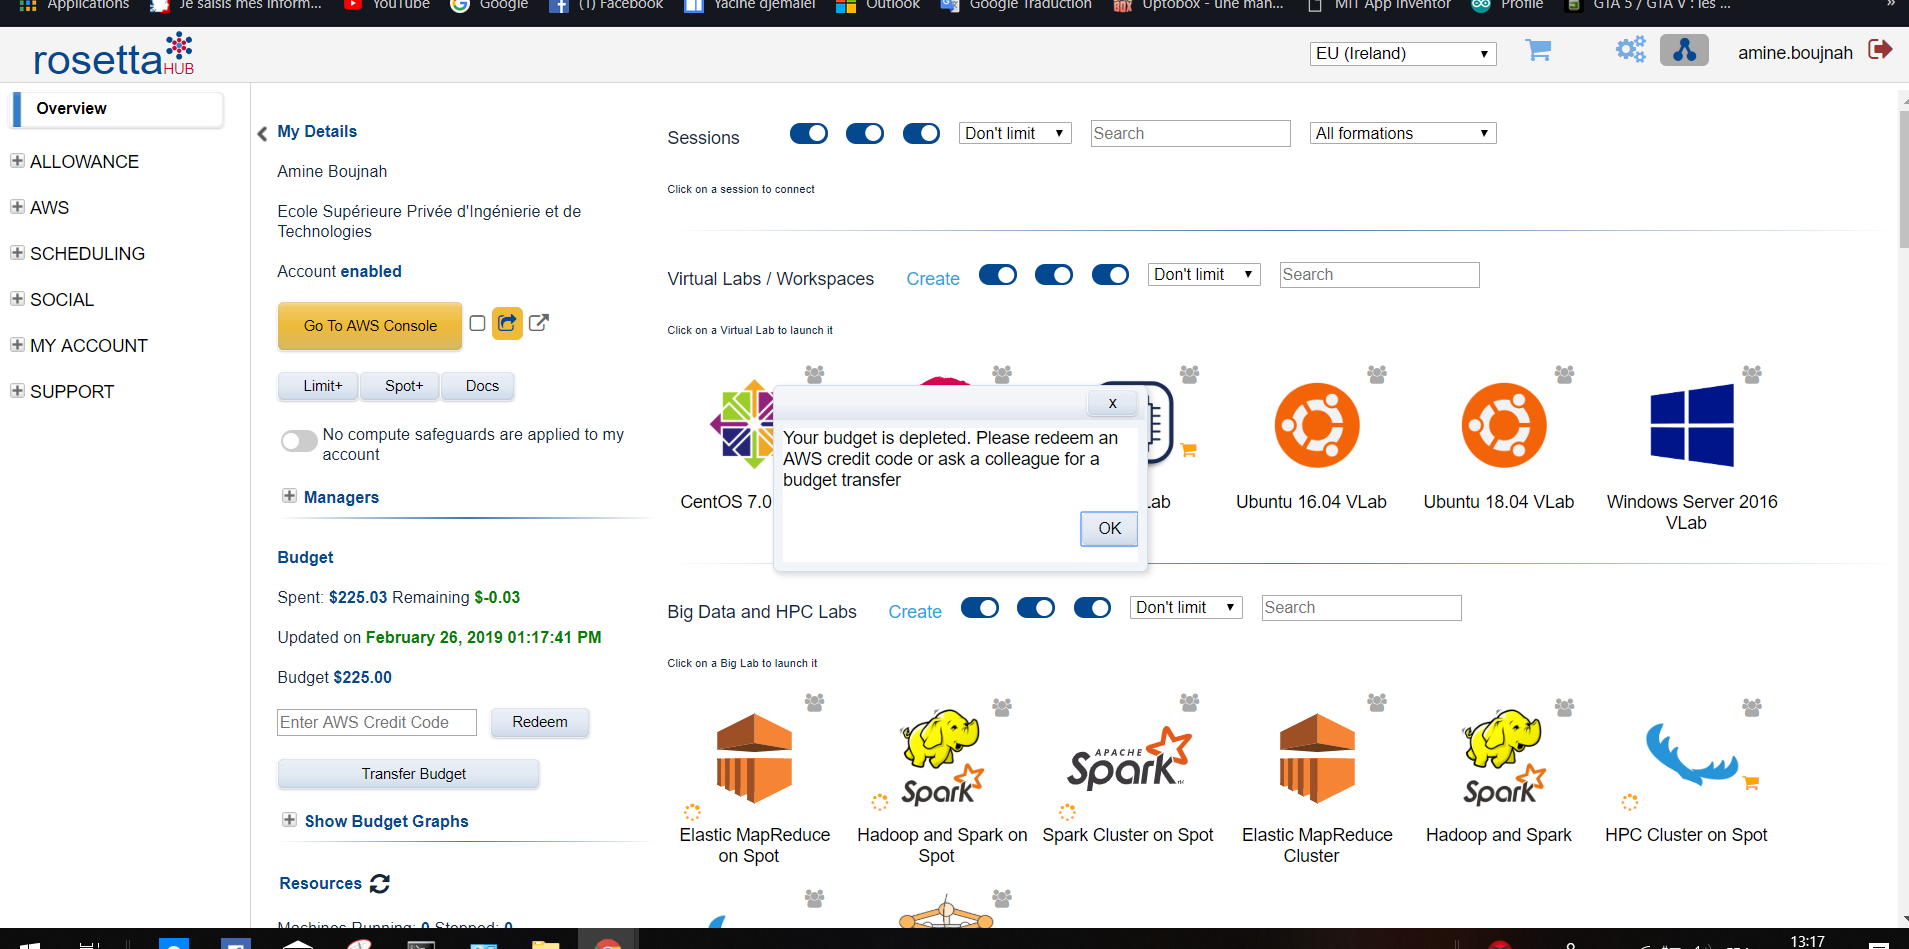 Applications
Je saisis mes inform...
YouTube
Google
(1) Facebook
Yacine djemaiel
Outlook
Google Traduction
Uptobox - une man...
MIT App Inventor
Profile
GTA 5 / GTA V : les ...
»
rosettaHUB
EU (Ireland)
amine.boujnah
Overview
ALLOWANCE
AWS
SCHEDULING
SOCIAL
MY ACCOUNT
SUPPORT
My Details
Amine Boujnah
Ecole Supérieure Privée d'Ingénierie et de
Technologies
Account enabled
Go To AWS Console
Limit+
Spot+
Docs
No compute safeguards are applied to my
account
Managers
Budget
Spent: $225.03 Remaining $-0.03
Updated on February 26, 2019 01:17:41 PM
Budget $225.00
Enter AWS Credit Code
Redeem
Transfer Budget
Show Budget Graphs
Resources
Machines Running: 0 Stopped: 0
Sessions
Don't limit
Search
All formations
Click on a session to connect
Virtual Labs / Workspaces
Create
Don't limit
Search
Click on a Virtual Lab to launch it
CentOS 7.0
Lab
Ubuntu 16.04 VLab
Ubuntu 18.04 VLab
Windows Server 2016
VLab
x
Your budget is depleted. Please redeem an
AWS credit code or ask a colleague for a
budget transfer
OK
Big Data and HPC Labs
Create
Don't limit
Search
Click on a Big Lab to launch it
Spark
APACHE
Spark
Spark
Elastic MapReduce
on Spot
Hadoop and Spark on
Spot
Spark Cluster on Spot
Elastic MapReduce
Cluster
Hadoop and Spark
HPC Cluster on Spot
13:17